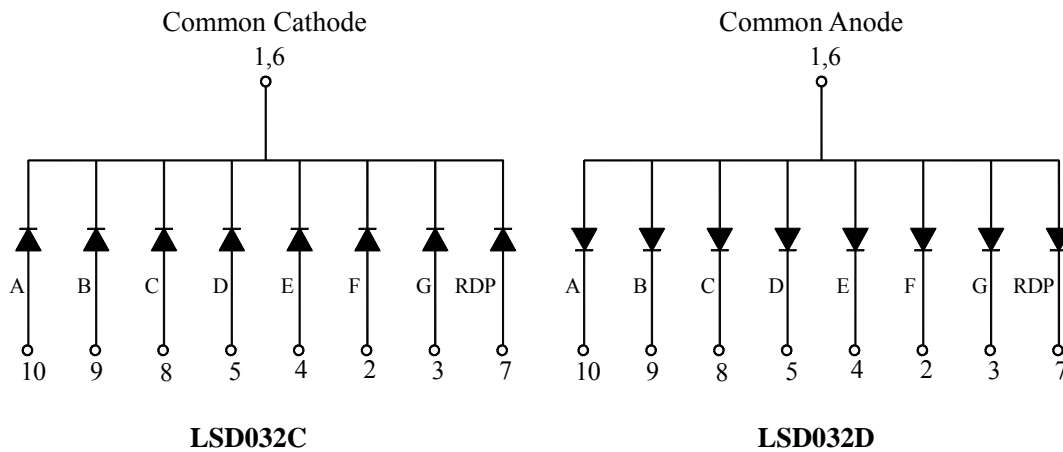 Common Cathode
1,6
A B C D E F G RDP
10 9 8 5 4 2 3 7
LSD032C
Common Anode
1,6
A B C D E F G RDP
10 9 8 5 4 2 3 7
LSD032D